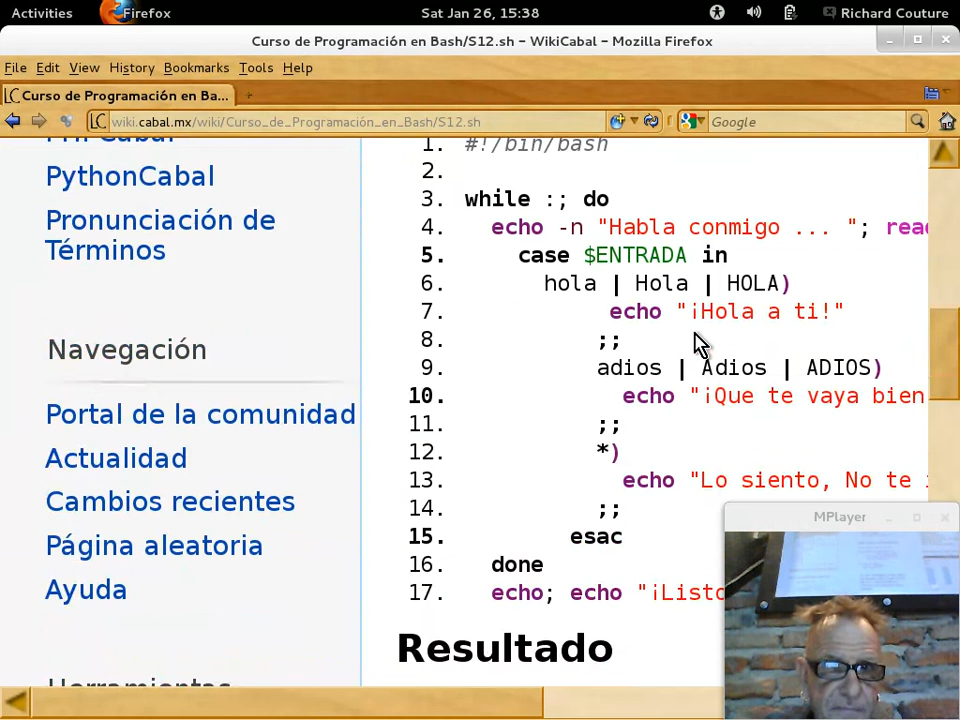 Activities Firefox Sat Jan 26, 15:38 Richard Couture
Curso de Programación en Bash/S12.sh – WikiCabal – Mozilla Firefox
File Edit View History Bookmarks Tools Help
Curso de Programación en Ba...
wiki.cabal.mx/wiki/Curso_de_Programación_en_Bash/S12.sh Google
PythonCabal
Pronunciación de
Términos
Navegación
Portal de la comunidad
Actualidad
Cambios recientes
Página aleatoria
Ayuda
Herramientas
1. #!/bin/bash
2.
3. while :; do
4. echo -n "Habla conmigo ... "; read
5. case $ENTRADA in
6. hola | Hola | HOLA)
7. echo "¡Hola a ti!"
8. ;;
9. adios | Adios | ADIOS)
10. echo "¡Que te vaya bien
11. ;;
12. *)
13. echo "Lo siento, No te
14. ;;
15. esac
16. done
17. echo; echo "¡Listo
Resultado
MPlayer